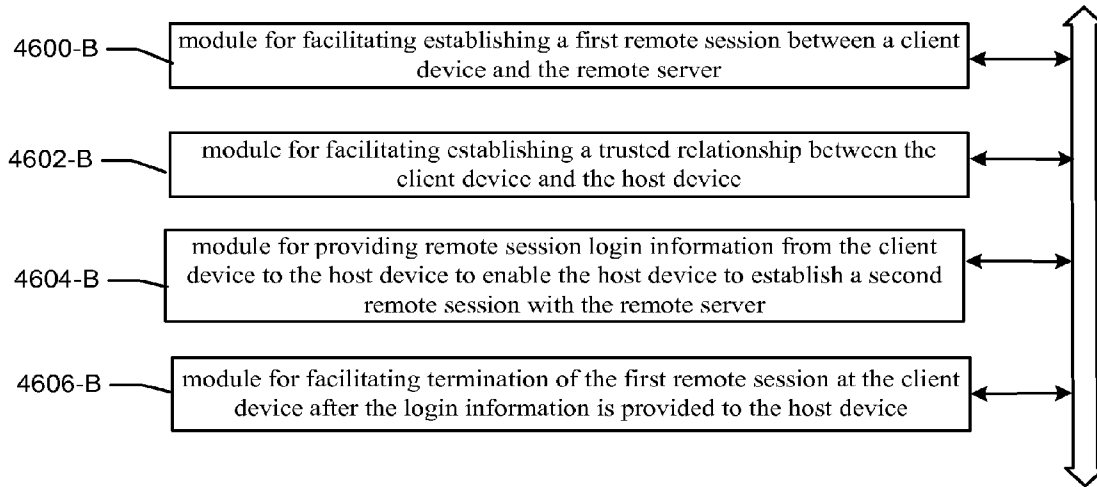 4600-B
module for facilitating establishing a first remote session between a client
device and the remote server
4602-B
module for facilitating establishing a trusted relationship between the
client device and the host device
4604-B
module for providing remote session login information from the client
device to the host device to enable the host device to establish a second
remote session with the remote server
4606-B
module for facilitating termination of the first remote session at the client
device after the login information is provided to the host device